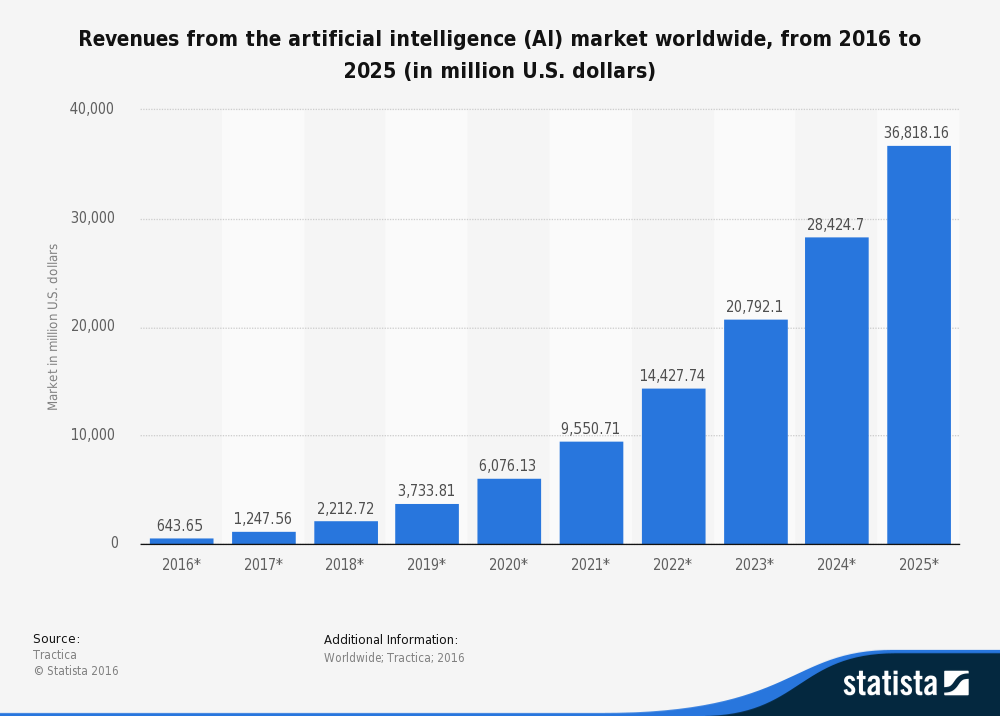 Revenues from the artificial intelligence (AI) market worldwide, from 2016 to
2025 (in million U.S. dollars)
Market in million U.S. dollars
40,000
30,000
20,000
10,000
0
643.65
1,247.56
2,212.72
3,733.81
6,076.13
9,550.71
14,427.74
20,792.1
28,424.7
36,818.16
2016* 2017* 2018* 2019* 2020* 2021* 2022* 2023* 2024* 2025*
Source:
Tractica
© Statista 2016
Additional Information:
Worldwide; Tractica; 2016
statista